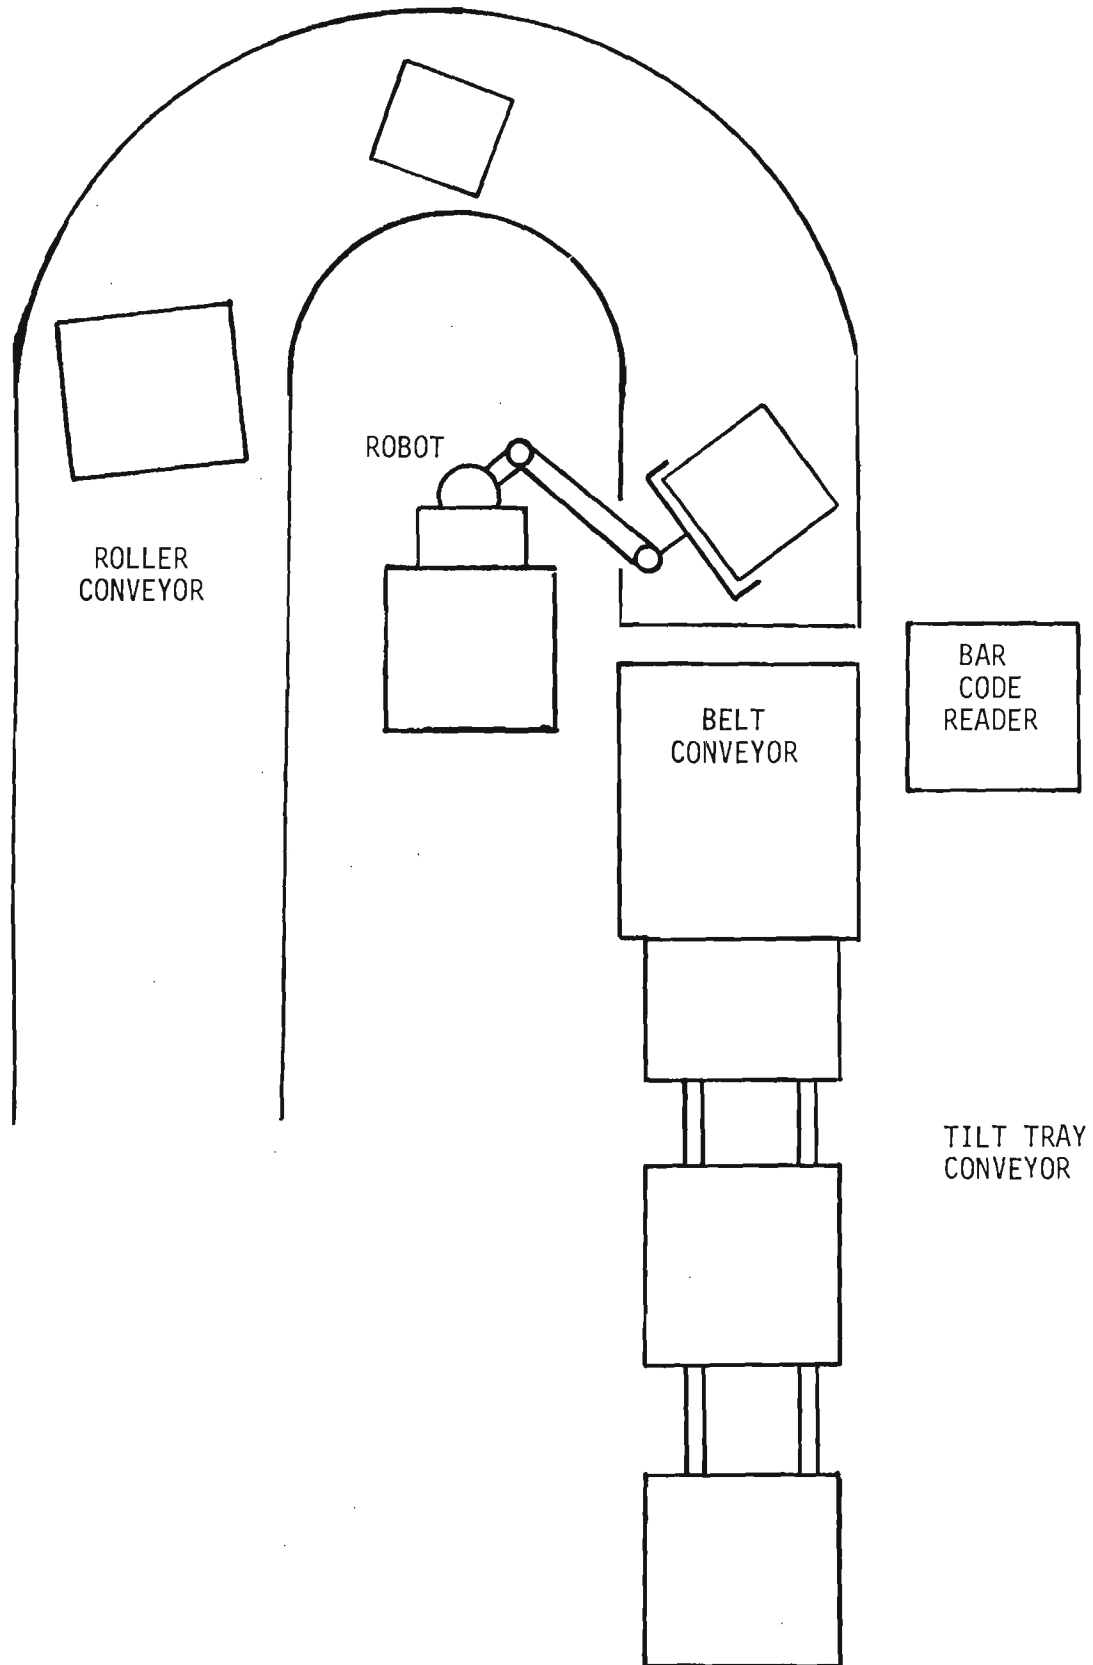 ROBOT
ROLLER
CONVEYOR
BAR
CODE
READER
BELT
CONVEYOR
TILT TRAY
CONVEYOR